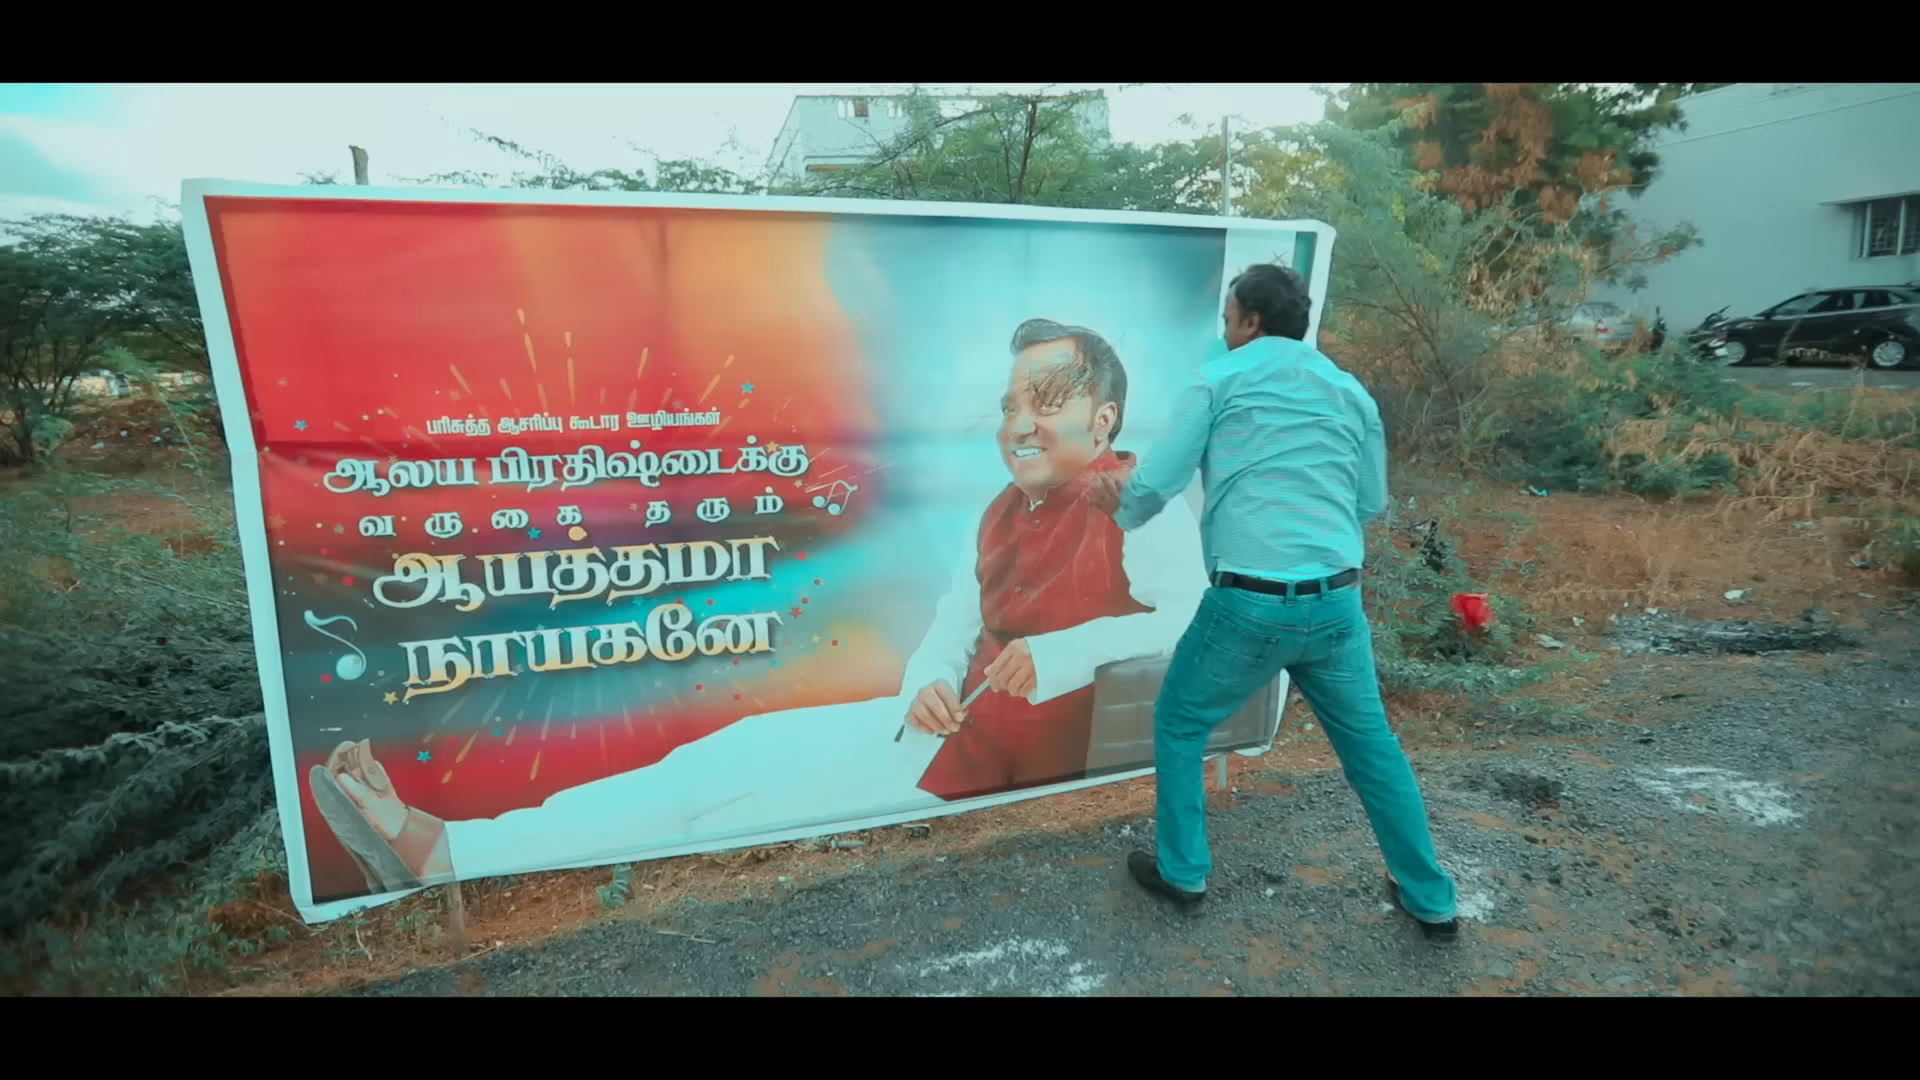 பரிசுத்த ஆசரிப்பு கூடார ஊழியங்கள்
ஆலய பிரதிஷ்டைக்கு
வருகை தரும்
ஆயத்தமா
நாயகனே